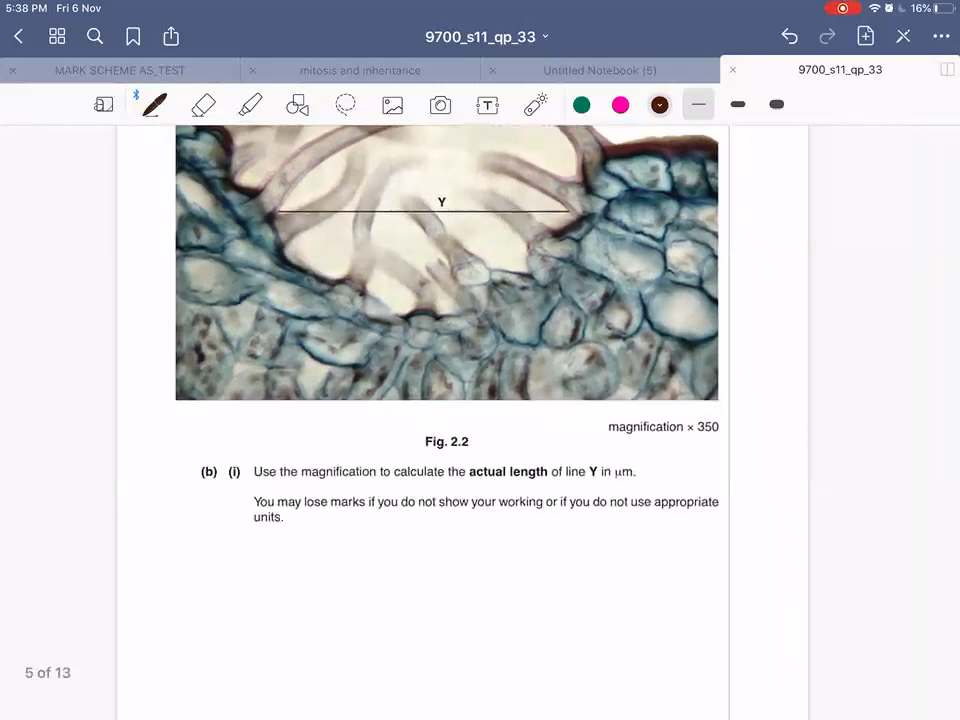 5:38 PM Fri 6 Nov
16%
9700_s11_qp_33
MARK SCHEME AS_TEST
mitosis and inheritance
Untitled Notebook (5)
9700_s11_qp_33
Y
magnification × 350
Fig. 2.2
(b) (i) Use the magnification to calculate the actual length of line Y in µm.
You may lose marks if you do not show your working or if you do not use appropriate
units.
5 of 13